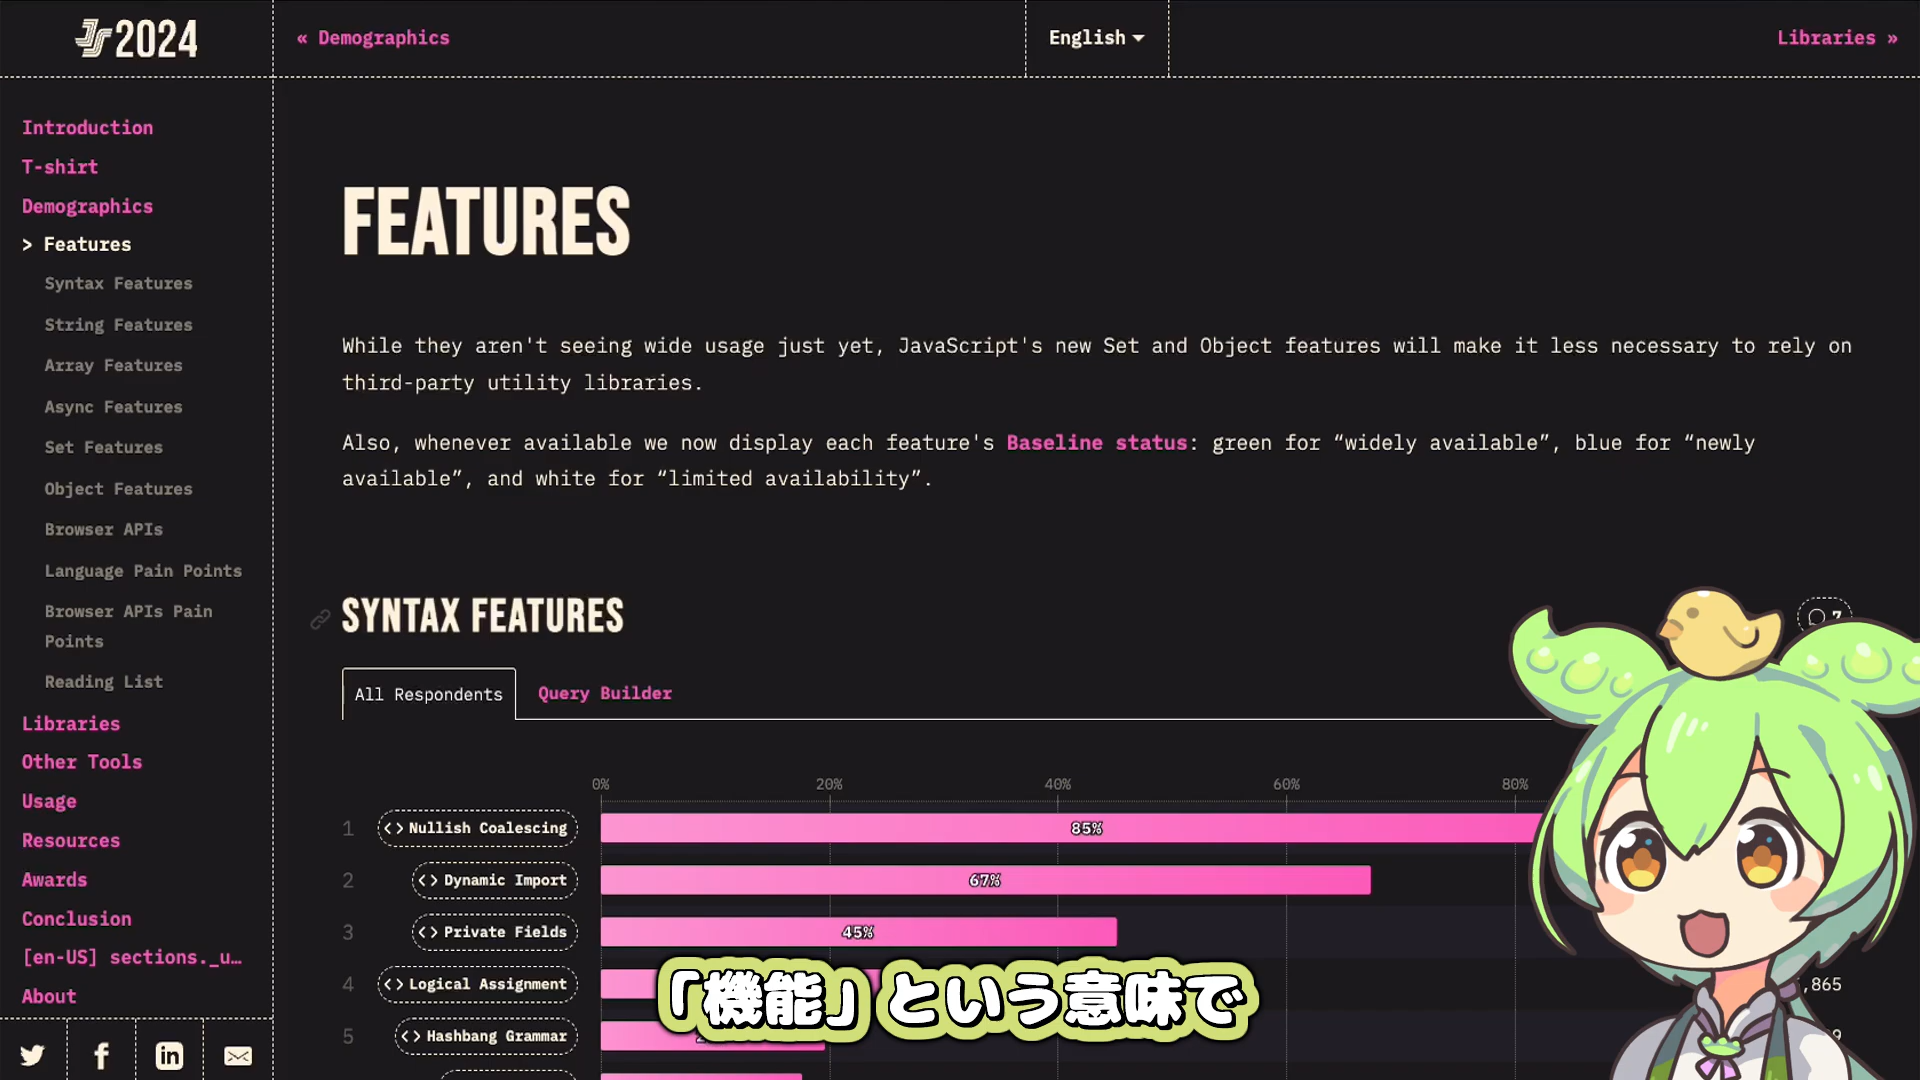 JS 2024
« Demographics
English
Libraries »
Introduction
T-shirt
Demographics
> Features
Syntax Features
String Features
Array Features
Async Features
Set Features
Object Features
Browser APIs
Language Pain Points
Browser APIs Pain
Points
Reading List
Libraries
Other Tools
Usage
Resources
Awards
Conclusion
[en-US] sections._u…
About
FEATURES
While they aren't seeing wide usage just yet, JavaScript's new Set and Object features will make it less necessary to rely on
third-party utility libraries.
Also, whenever available we now display each feature's Baseline status: green for “widely available”, blue for “newly
available”, and white for “limited availability”.
SYNTAX FEATURES
7
All Respondents
Query Builder
0% 20% 40% 60% 80%
1 <> Nullish Coalescing 85%
2 <> Dynamic Import 67%
3 <> Private Fields 45%
4 <> Logical Assignment ,865
5 <> Hashbang Grammar
「機能」という意味で